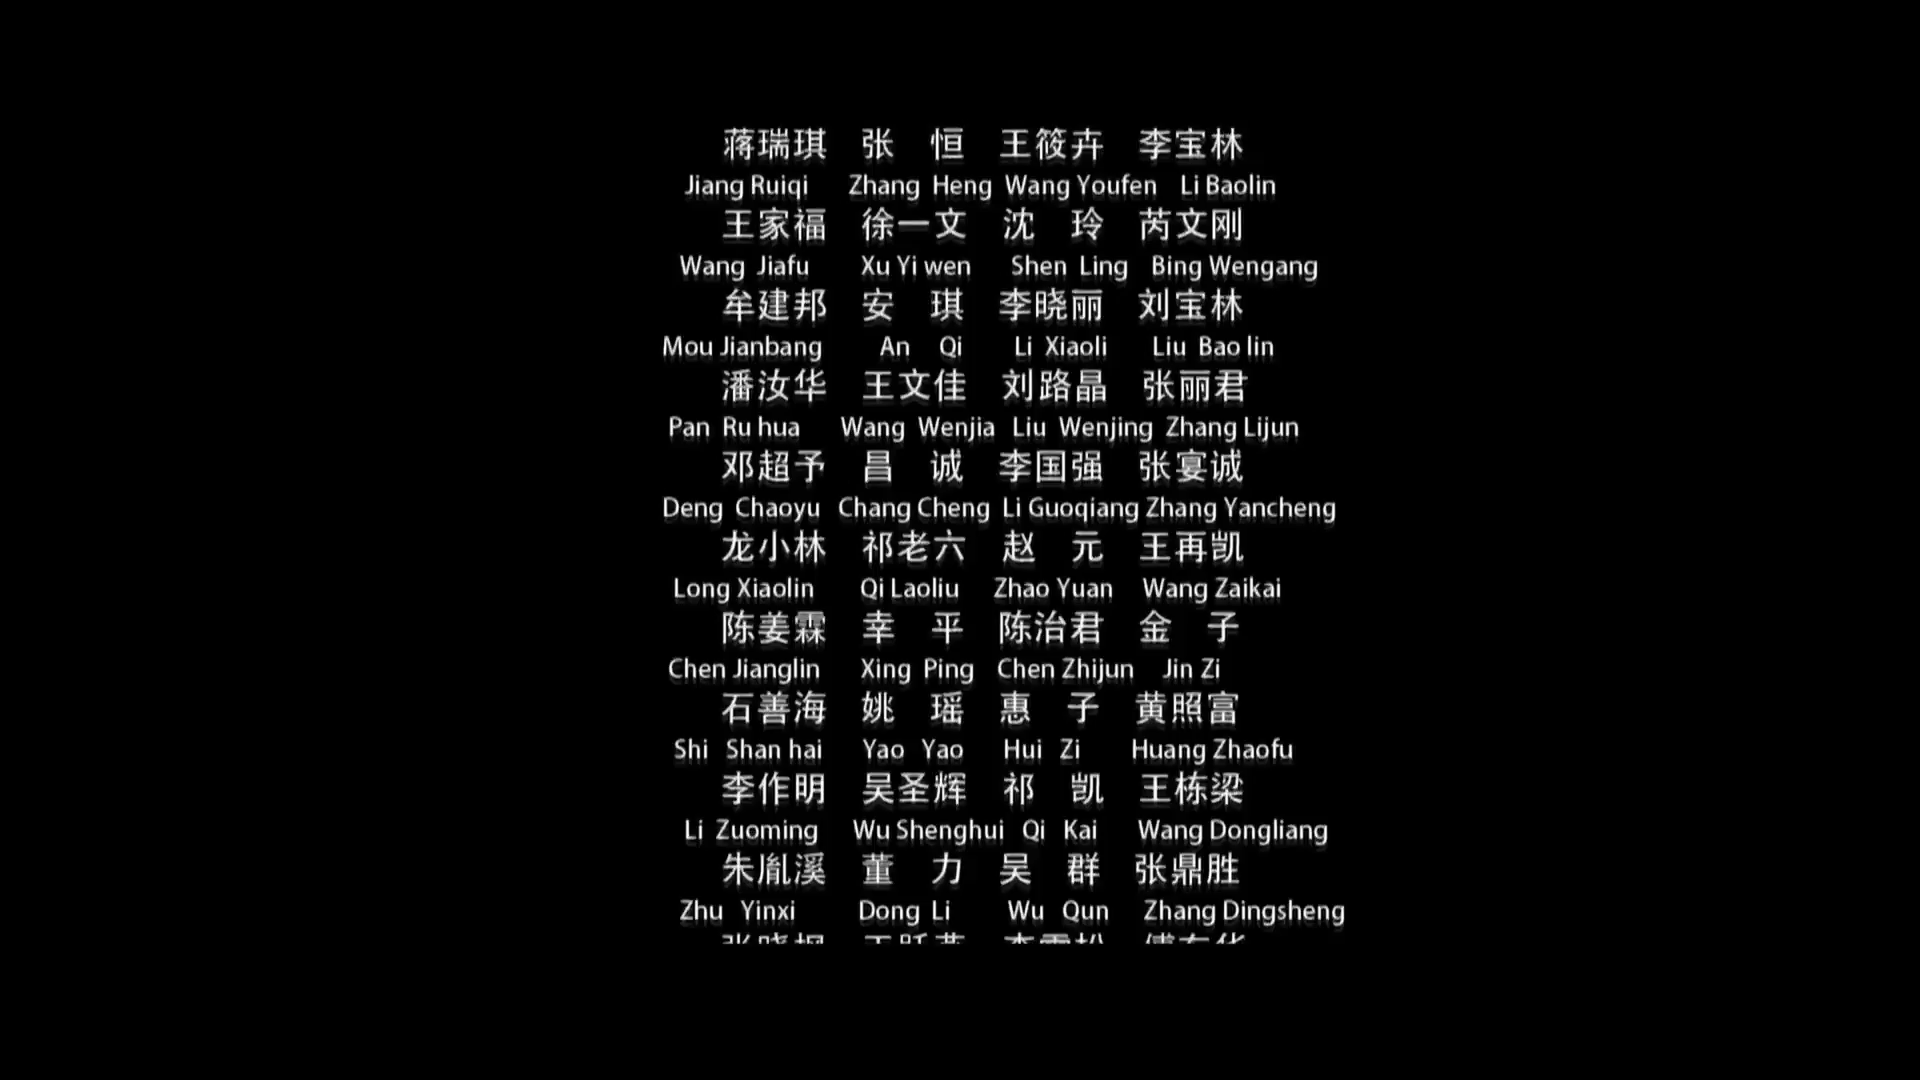 蒋瑞琪 张 恒 王筱卉 李宝林
Jiang Ruiqi Zhang Heng Wang Youfen Li Baolin
王家福 徐一文 沈 玲 芮文刚
Wang Jiafu Xu Yi wen Shen Ling Bing Wengang
牟建邦 安 琪 李晓丽 刘宝林
Mou Jianbang An Qi Li Xiaoli Liu Bao lin
潘汝华 王文佳 刘路晶 张丽君
Pan Ru hua Wang Wenjia Liu Wenjing Zhang Lijun
邓超予 昌 诚 李国强 张宴诚
Deng Chaoyu Chang Cheng Li Guoqiang Zhang Yancheng
龙小林 祁老六 赵 元 王再凯
Long Xiaolin Qi Laoliu Zhao Yuan Wang Zaikai
陈姜霖 幸 平 陈治君 金 子
Chen Jianglin Xing Ping Chen Zhijun Jin Zi
石善海 姚 瑶 惠 子 黄照富
Shi Shan hai Yao Yao Hui Zi Huang Zhaofu
李作明 吴圣辉 祁 凯 王栋梁
Li Zuoming Wu Shenghui Qi Kai Wang Dongliang
朱胤溪 董 力 吴 群 张鼎胜
Zhu Yinxi Dong Li Wu Qun Zhang Dingsheng